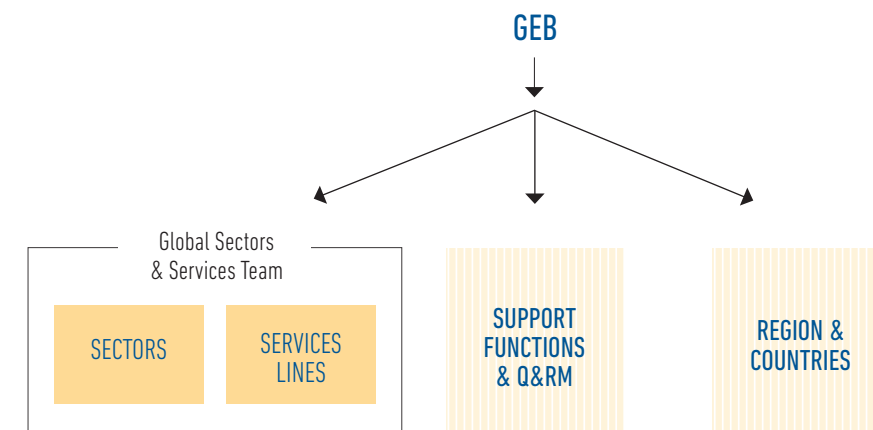 GEB
Global Sectors
& Services Team
SECTORS
SERVICES
LINES
SUPPORT
FUNCTIONS
& Q&RM
REGION &
COUNTRIES